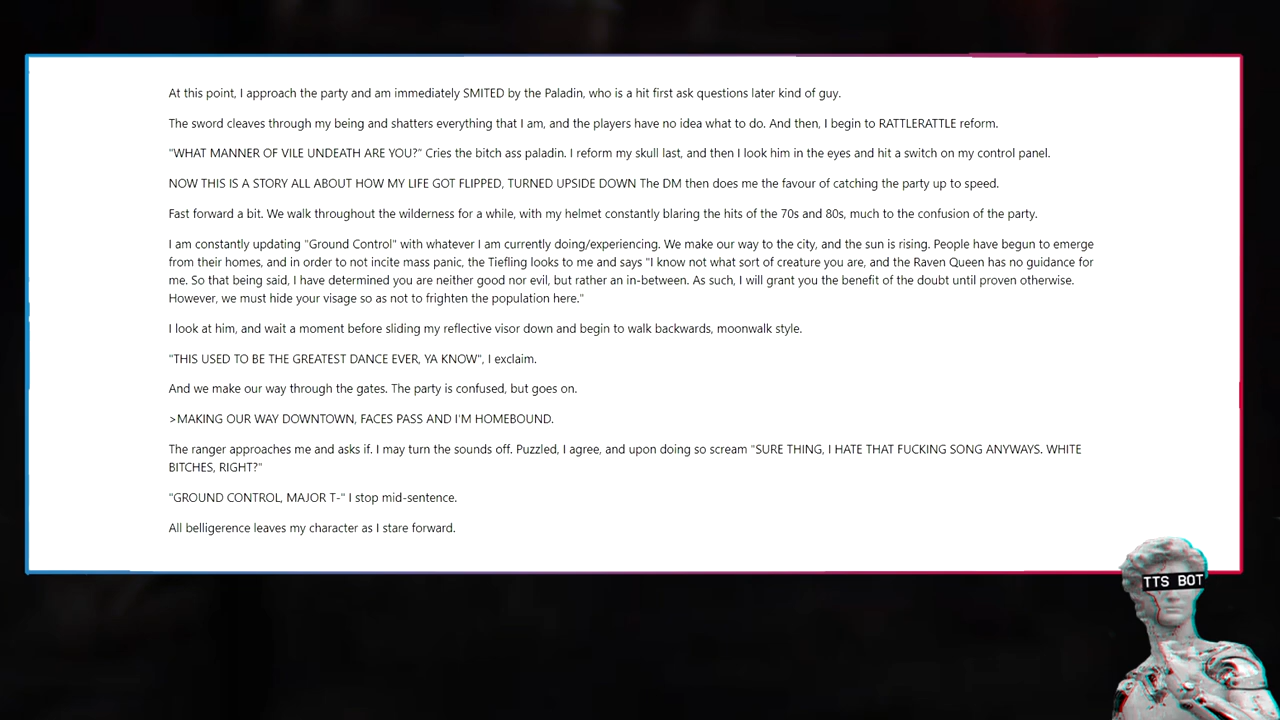 At this point, I approach the party and am immediately SMITED by the Paladin, who is a hit first ask questions later kind of guy.
The sword cleaves through my being and shatters everything that I am, and the players have no idea what to do. And then, I begin to RATTLERATTLE reform.
"WHAT MANNER OF VILE UNDEATH ARE YOU?" Cries the bitch ass paladin. I reform my skull last, and then I look him in the eyes and hit a switch on my control panel.
NOW THIS IS A STORY ALL ABOUT HOW MY LIFE GOT FLIPPED, TURNED UPSIDE DOWN The DM then does me the favour of catching the party up to speed.
Fast forward a bit. We walk throughout the wilderness for a while, with my helmet constantly blaring the hits of the 70s and 80s, much to the confusion of the party.
I am constantly updating "Ground Control" with whatever I am currently doing/experiencing. We make our way to the city, and the sun is rising. People have begun to emerge
from their homes, and in order to not incite mass panic, the Tiefling looks to me and says "I know not what sort of creature you are, and the Raven Queen has no guidance for
me. So that being said, I have determined you are neither good nor evil, but rather an in-between. As such, I will grant you the benefit of the doubt until proven otherwise.
However, we must hide your visage so as not to frighten the population here."
I look at him, and wait a moment before sliding my reflective visor down and begin to walk backwards, moonwalk style.
"THIS USED TO BE THE GREATEST DANCE EVER, YA KNOW", I exclaim.
And we make our way through the gates. The party is confused, but goes on.
>MAKING OUR WAY DOWNTOWN, FACES PASS AND I'M HOMEBOUND.
The ranger approaches me and asks if. I may turn the sounds off. Puzzled, I agree, and upon doing so scream "SURE THING, I HATE THAT FUCKING SONG ANYWAYS. WHITE
BITCHES, RIGHT?"
"GROUND CONTROL, MAJOR T-" I stop mid-sentence.
All belligerence leaves my character as I stare forward.
TTS BOT